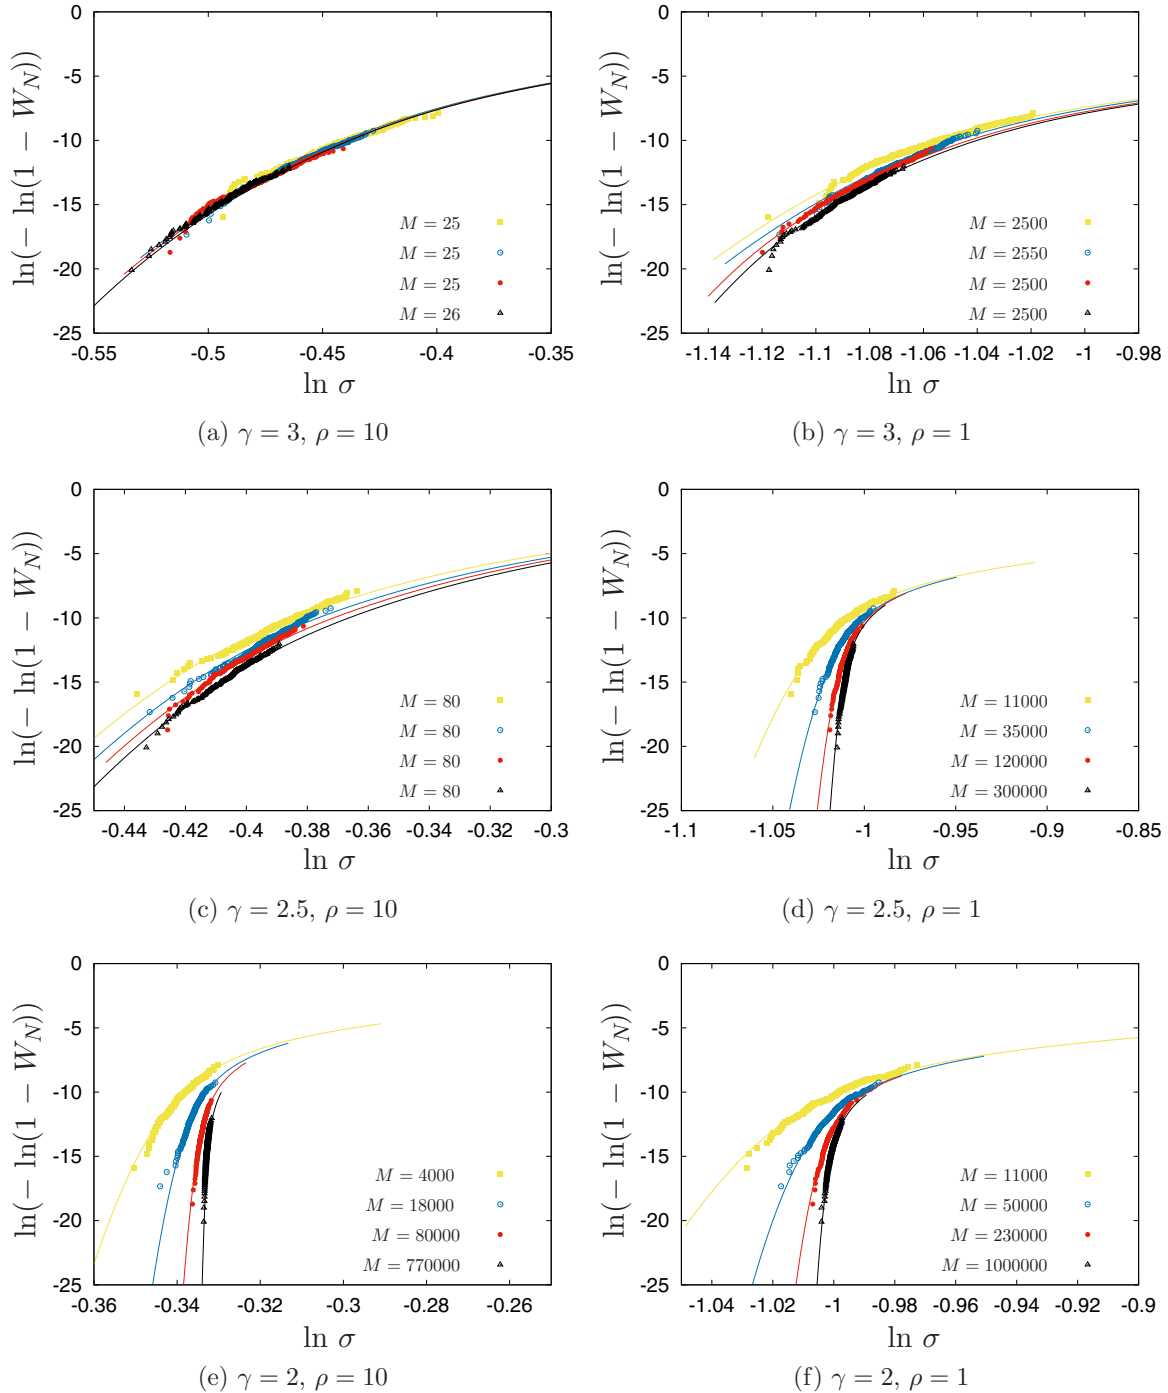 0
-5
-10
-15
-20
-25
ln(− ln(1 − W_N))
M = 25
M = 25
M = 25
M = 26
-0.55 -0.5 -0.45 -0.4 -0.35
ln σ
(a) γ = 3, ρ = 10
0
-5
-10
-15
-20
-25
ln(− ln(1 − W_N))
M = 2500
M = 2550
M = 2500
M = 2500
-1.14 -1.12 -1.1 -1.08 -1.06 -1.04 -1.02 -1 -0.98
ln σ
(b) γ = 3, ρ = 1
0
-5
-10
-15
-20
-25
ln(− ln(1 − W_N))
M = 80
M = 80
M = 80
M = 80
-0.44 -0.42 -0.4 -0.38 -0.36 -0.34 -0.32 -0.3
ln σ
(c) γ = 2.5, ρ = 10
0
-5
-10
-15
-20
-25
ln(− ln(1 − W_N))
M = 11000
M = 35000
M = 120000
M = 300000
-1.1 -1.05 -1 -0.95 -0.9 -0.85
ln σ
(d) γ = 2.5, ρ = 1
0
-5
-10
-15
-20
-25
ln(− ln(1 − W_N))
M = 4000
M = 18000
M = 80000
M = 770000
-0.36 -0.34 -0.32 -0.3 -0.28 -0.26
ln σ
(e) γ = 2, ρ = 10
0
-5
-10
-15
-20
-25
ln(− ln(1 − W_N))
M = 11000
M = 50000
M = 230000
M = 1000000
-1.04 -1.02 -1 -0.98 -0.96 -0.94 -0.92 -0.9
ln σ
(f) γ = 2, ρ = 1